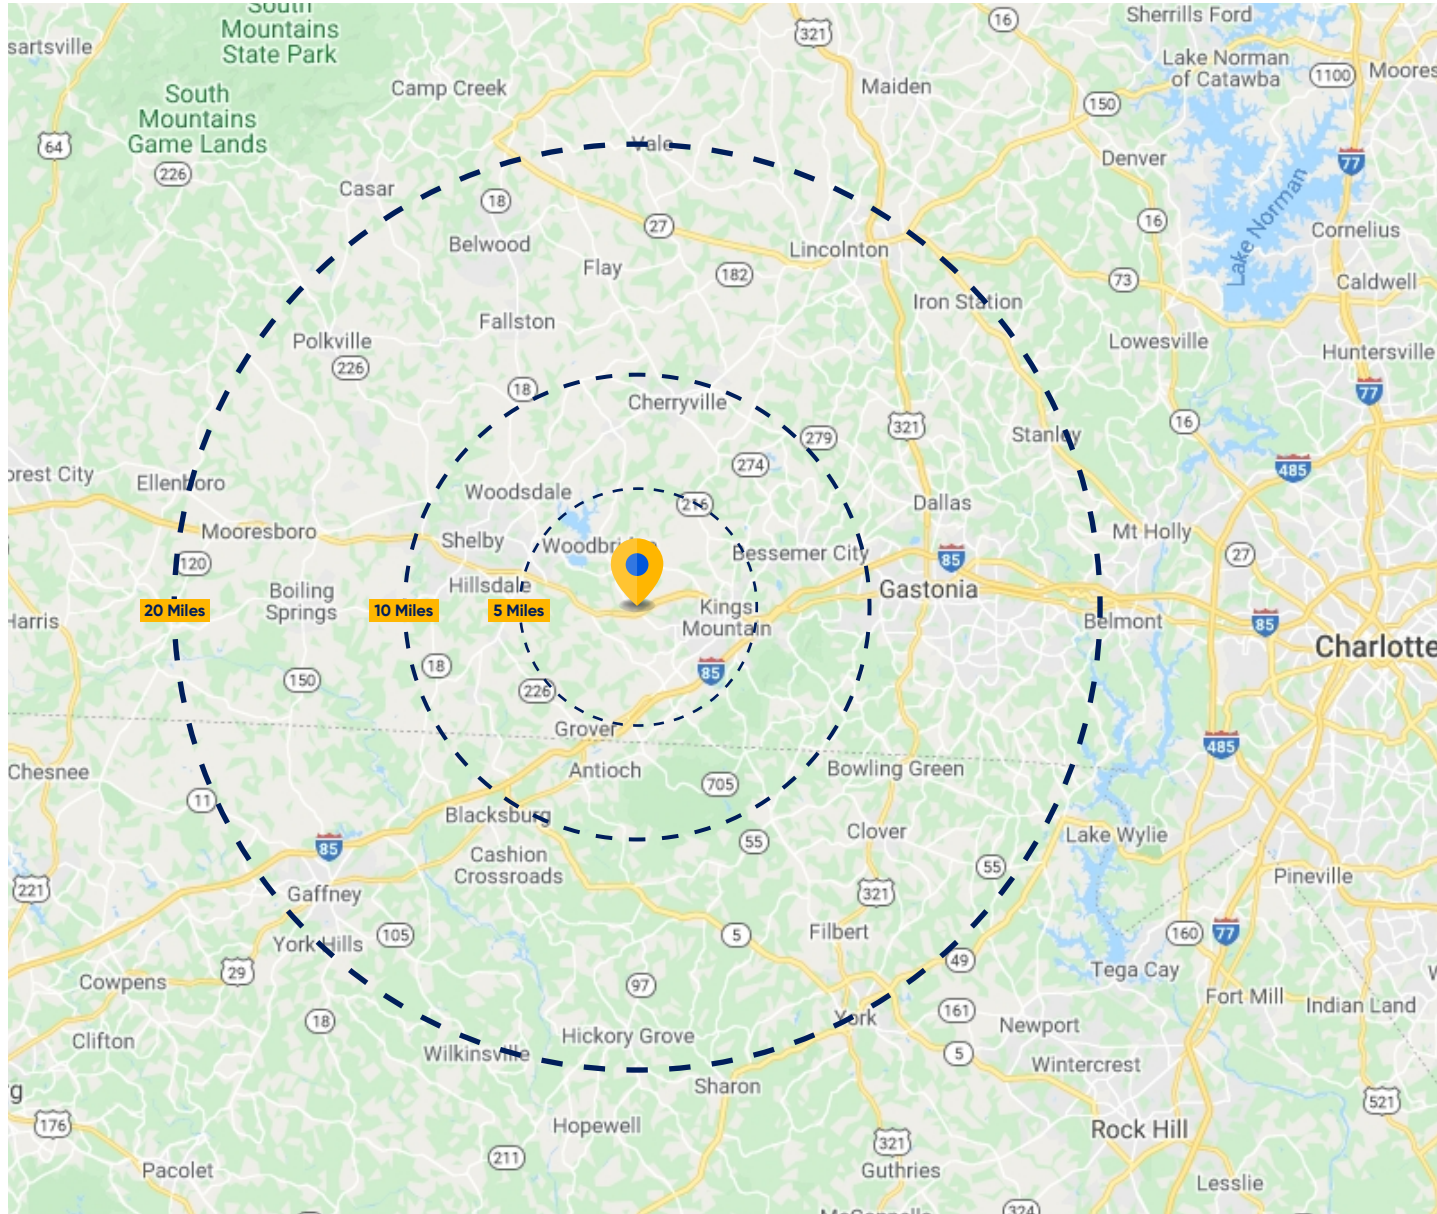 South
Mountains
State Park
321
16
Sherrills Ford
sartsville
Lake Norman
of Catawba
1100
Moores
Camp Creek
Maiden
South
Mountains
Game Lands
150
64
Vale
Denver
77
226
Casar
18
Lake Norman
16
27
Cornelius
Belwood
Lincolnton
Flay
182
73
Caldwell
Iron Station
Fallston
Polkville
Lowesville
Huntersville
226
18
77
Cherryville
321
16
279
Stanley
274
485
orest City
Ellenboro
Woodsdale
216
Dallas
Mooresboro
Shelby
Woodbridge
Bessemer City
Mt Holly
85
27
120
Hillsdale
Gastonia
Boiling
Springs
20 Miles
10 Miles
5 Miles
Kings
Mountain
Harris
Belmont
85
Charlotte
18
85
150
226
Grover
485
Chesnee
Antioch
Bowling Green
705
11
Blacksburg
Clover
Lake Wylie
55
85
Cashion
Crossroads
55
221
Gaffney
321
Pineville
York Hills
105
5
Filbert
160
77
49
29
Tega Cay
Cowpens
97
Fort Mill
Indian Land
161
18
York
Newport
Clifton
Hickory Grove
Wilkinsville
5
Wintercrest
Sharon
g
521
176
Hopewell
Rock Hill
321
211
Pacolet
Guthries
Lesslie
324